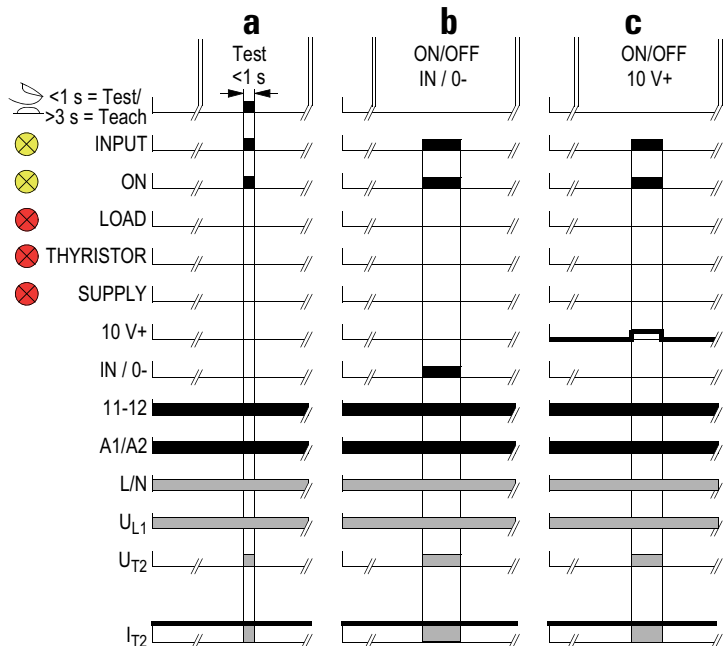 a b c
Test ON/OFF ON/OFF
<1 s IN / 0- 10 V+
<1 s = Test/
>3 s = Teach
INPUT
ON
LOAD
THYRISTOR
SUPPLY
10 V+
IN / 0-
11-12
A1/A2
L/N
UL1
UT2
IT2